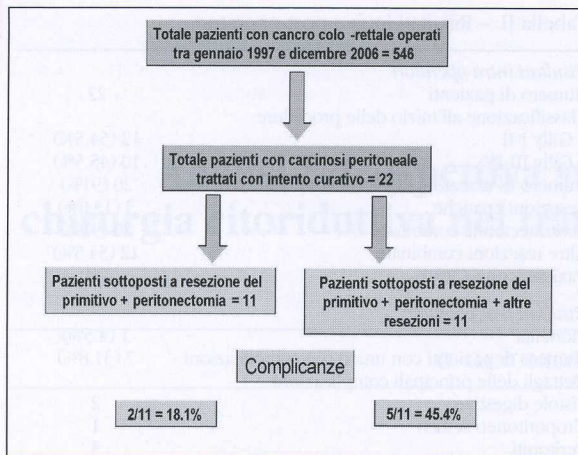 Totale pazienti con cancro colo -rettale operati
tra gennaio 1997 e dicembre 2006 = 546
Totale pazienti con carcinosi peritoneale
trattati con intento curativo = 22
Pazienti sottoposti a resezione del
primitivo + peritonectomia = 11
Pazienti sottoposti a resezione del
primitivo + peritonectomia + altre
resezioni = 11
Complicanze
2/11 = 18.1%
5/11 = 45.4%